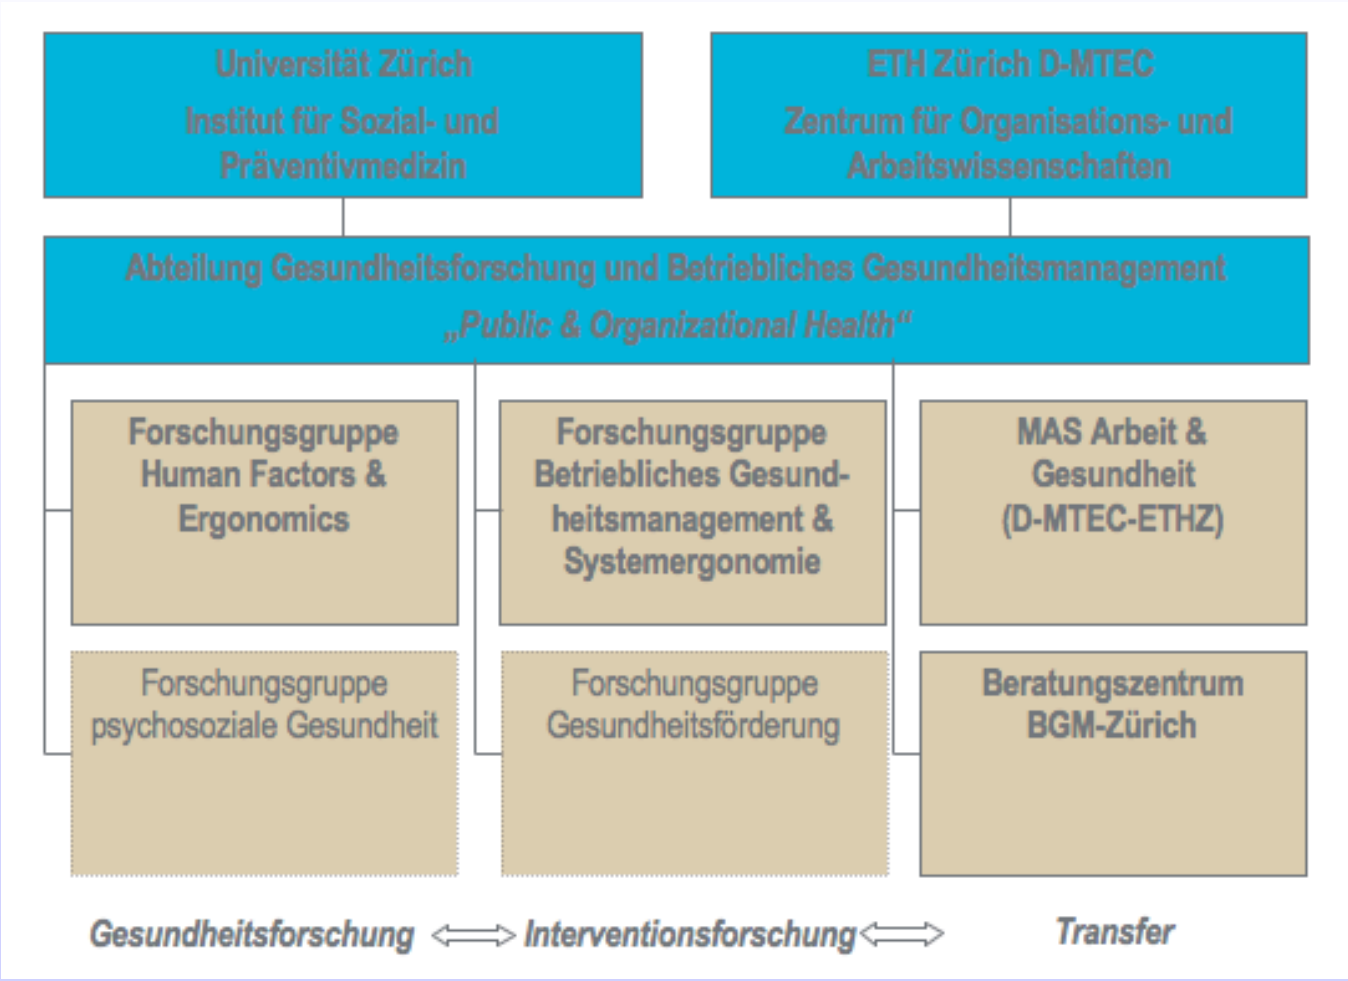 Universität Zürich
Institut für Sozial- und
Präventivmedizin
ETH Zürich D-MTEC
Zentrum für Organisations- und
Arbeitswissenschaften
Abteilung Gesundheitsforschung und Betriebliches Gesundheitsmanagement
„Public & Organizational Health“
Forschungsgruppe
Human Factors &
Ergonomics
Forschungsgruppe
Betriebliches Gesund-
heitsmanagement &
Systemergonomie
MAS Arbeit &
Gesundheit
(D-MTEC-ETHZ)
Forschungsgruppe
psychosoziale Gesundheit
Forschungsgruppe
Gesundheitsförderung
Beratungszentrum
BGM-Zürich
Gesundheitsforschung
Interventionsforschung
Transfer